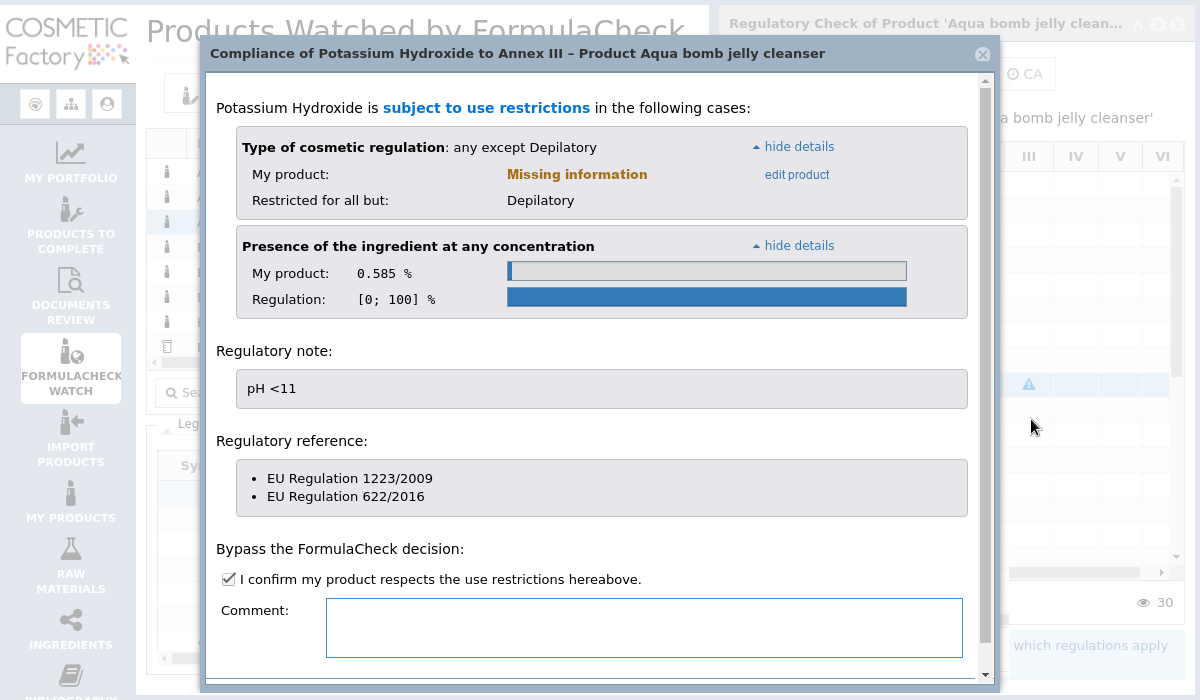 COSMETIC
Factory
Products Watched by FormulaCheck
Regulatory Check of Product 'Aqua bomb jelly clean...
Compliance of Potassium Hydroxide to Annex III – Product Aqua bomb jelly cleanser
CA
a bomb jelly cleanser'
III IV V VI
Potassium Hydroxide is subject to use restrictions in the following cases:
Type of cosmetic regulation: any except Depilatory
hide details
My product: Missing information edit product
Restricted for all but: Depilatory
Presence of the ingredient at any concentration
hide details
My product: 0.585 %
Regulation: [0; 100] %
Regulatory note:
pH <11
Regulatory reference:
• EU Regulation 1223/2009
• EU Regulation 622/2016
Bypass the FormulaCheck decision:
I confirm my product respects the use restrictions hereabove.
Comment:
MY PORTFOLIO
PRODUCTS TO
COMPLETE
DOCUMENTS
REVIEW
FORMULACHECK
WATCH
IMPORT
PRODUCTS
MY PRODUCTS
RAW
MATERIALS
INGREDIENTS
BIBLIOGRAPHY
Sea
Leg
Sy
30
which regulations apply